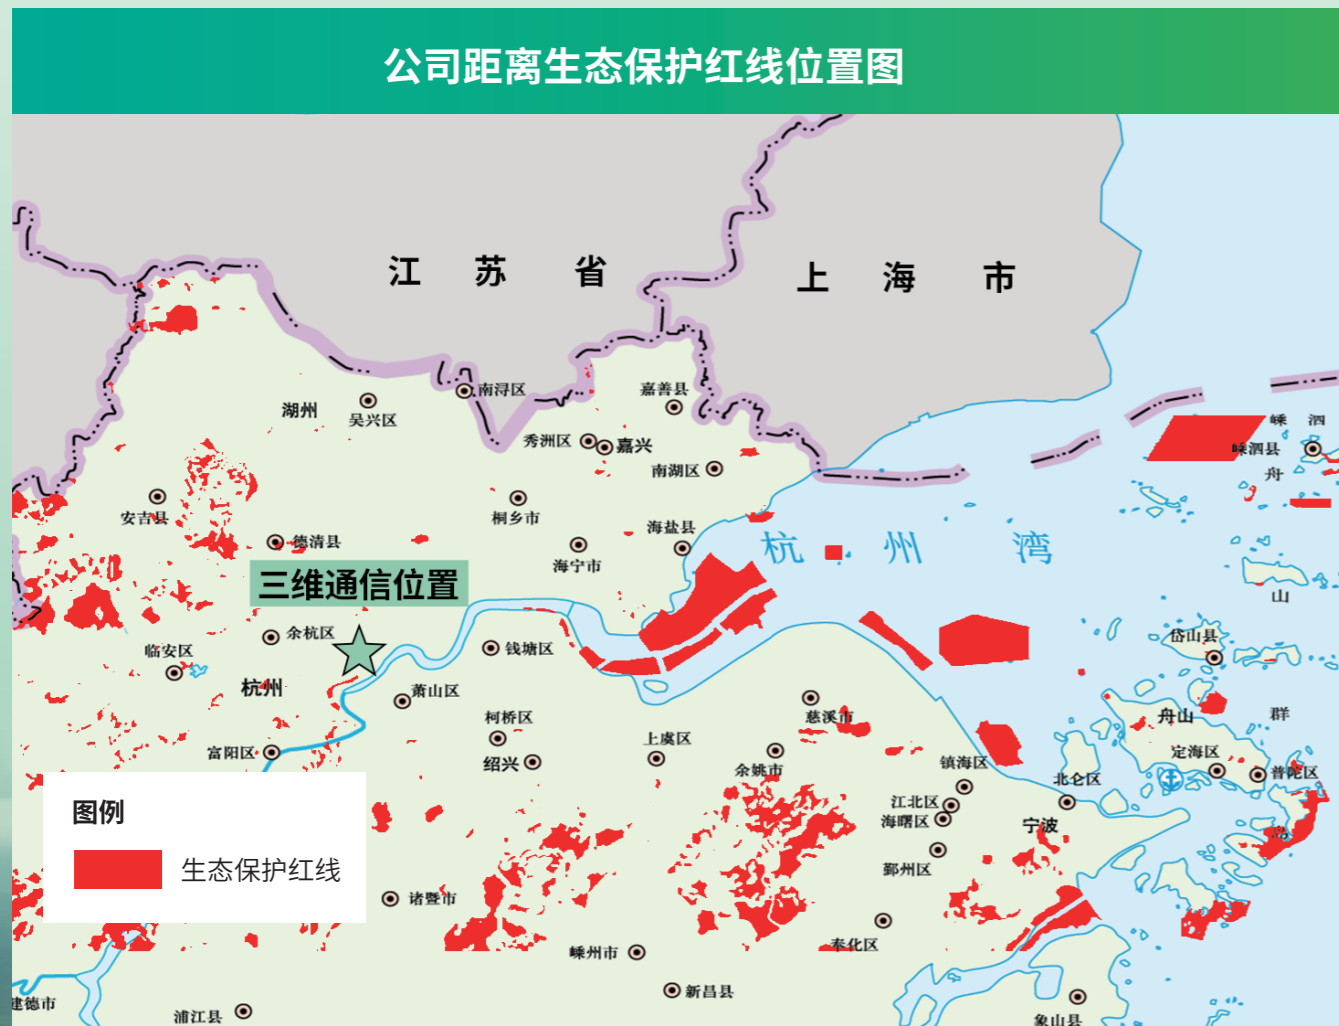 公司距离生态保护红线位置图
江苏省
上海市
南浔区
嘉善县
湖州
吴兴区
嵊泗
秀洲区
嘉兴
嵊泗县
南湖区
舟
安吉县
桐乡市
海盐县
德清县
杭州湾
海宁市
三维通信位置
山
余杭区
岱山县
临安区
钱塘区
杭州
萧山区
群
柯桥区
慈溪市
舟山
富阳区
上虞区
定海区
绍兴
余姚市
镇海区
北仑区
普陀区
图例
江北区
海曙区
宁波
岛
生态保护红线
鄞州区
诸暨市
奉化区
嵊州市
新昌县
建德市
浦江县
象山县